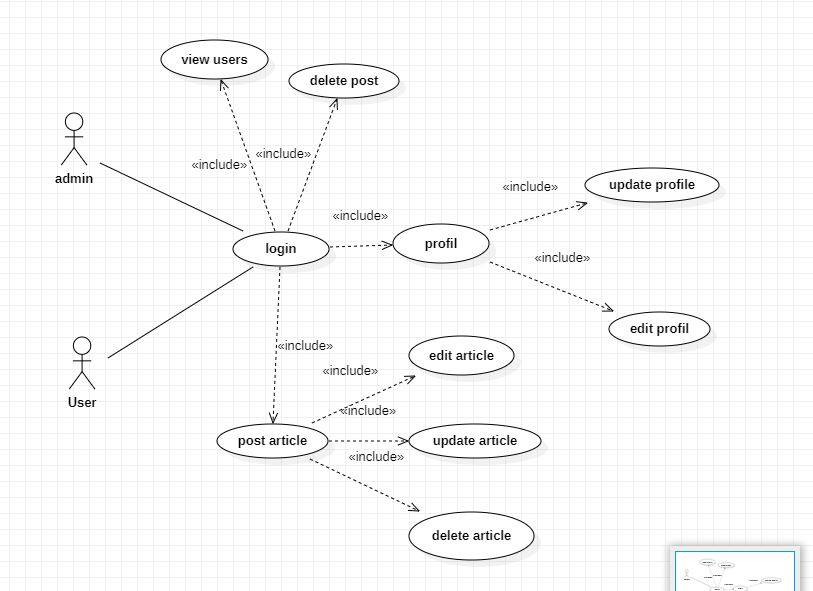 view users
delete post
admin
«include»
«include»
update profile
«include»
«include»
login
profil
«include»
edit profil
User
«include»
edit article
«include»
«include»
post article
update article
«include»
delete article